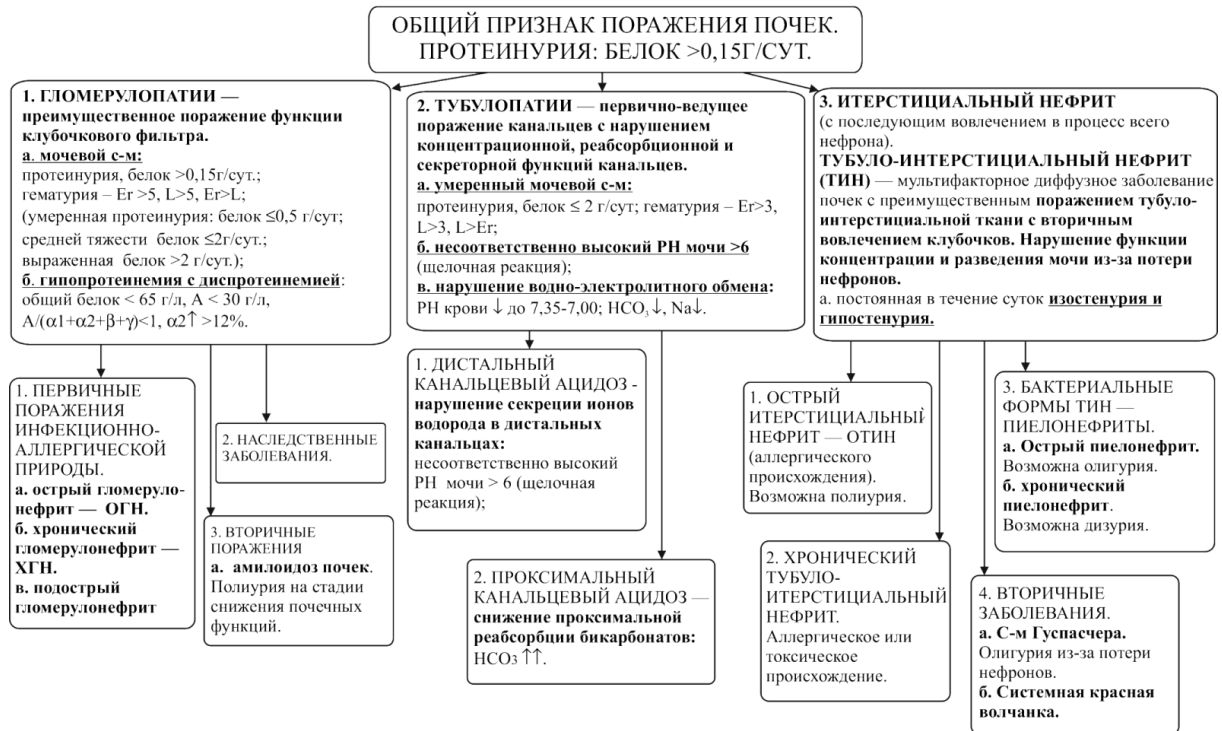 ОБЩИЙ ПРИЗНАК ПОРАЖЕНИЯ ПОЧЕК.
ПРОТЕИНУРИЯ: БЕЛОК >0,15Г/СУТ.
1. ГЛОМЕРУЛОПАТИИ —
преимущественное поражение функции
клубочкового фильтра.
а. мочевой с-м:
протеинурия, белок >0,15г/сут.;
гематурия – Er >5, L>5, Er>L;
(умеренная протеинурия: белок ≤0,5 г/сут;
средней тяжести белок ≤2г/сут.;
выраженная белок >2 г/сут.);
б. гипопротеинемия с диспротеинемией:
общий белок < 65 г/л, А < 30 г/л,
А/(α1+α2+β+γ)<1, α2↑ >12%.
2. ТУБУЛОПАТИИ — первично-ведущее
поражение канальцев с нарушением
концентрационной, реабсорбционной и
секреторной функций канальцев.
а. умеренный мочевой с-м:
протеинурия, белок ≤ 2 г/сут; гематурия – Er>3,
L>3, L>Er;
б. несоответственно высокий РН мочи >6
(щелочная реакция);
в. нарушение водно-электролитного обмена:
РН крови ↓ до 7,35-7,00; HCO₃↓, Na↓.
3. ИТЕРСТИЦИАЛЬНЫЙ НЕФРИТ
(с последующим вовлечением в процесс всего
нефрона).
ТУБУЛО-ИНТЕРСТИЦИАЛЬНЫЙ НЕФРИТ
(ТИН) — мультифакторное диффузное заболевание
почек с преимущественным поражением тубуло-
интерстициальной ткани с вторичным
вовлечением клубочков. Нарушение функции
концентрации и разведения мочи из-за потери
нефронов.
а. постоянная в течение суток изостенурия и
гипостенурия.
1. ПЕРВИЧНЫЕ
ПОРАЖЕНИЯ
ИНФЕКЦИОННО-
АЛЛЕРГИЧЕСКОЙ
ПРИРОДЫ.
а. острый гломеруло-
нефрит — ОГН.
б. хронический
гломерулонефрит —
ХГН.
в. подострый
гломерулонефрит
2. НАСЛЕДСТВЕННЫЕ
ЗАБОЛЕВАНИЯ.
3. ВТОРИЧНЫЕ
ПОРАЖЕНИЯ
а. амилоидоз почек.
Полиурия на стадии
снижения почечных
функций.
1. ДИСТАЛЬНЫЙ
КАНАЛЬЦЕВЫЙ АЦИДОЗ -
нарушение секреции ионов
водорода в дистальных
канальцах:
несоответственно высокий
РН мочи > 6 (щелочная
реакция);
2. ПРОКСИМАЛЬНЫЙ
КАНАЛЬЦЕВЫЙ АЦИДОЗ —
снижение проксимальной
реабсорбции бикарбонатов:
HCO3 ↑↑.
1. ОСТРЫЙ
ИТЕРСТИЦИАЛЬНЫЙ
НЕФРИТ — ОТИН
(аллергического
происхождения).
Возможна полиурия.
2. ХРОНИЧЕСКИЙ
ТУБУЛО-
ИТЕРСТИЦИАЛЬНЫЙ
НЕФРИТ.
Аллергическое или
токсическое
происхождение.
3. БАКТЕРИАЛЬНЫЕ
ФОРМЫ ТИН —
ПИЕЛОНЕФРИТЫ.
а. Острый пиелонефрит.
Возможна олигурия.
б. хронический
пиелонефрит.
Возможна дизурия.
4. ВТОРИЧНЫЕ
ЗАБОЛЕВАНИЯ.
а. С-м Гуспасчера.
Олигурия из-за потери
нефронов.
б. Системная красная
волчанка.